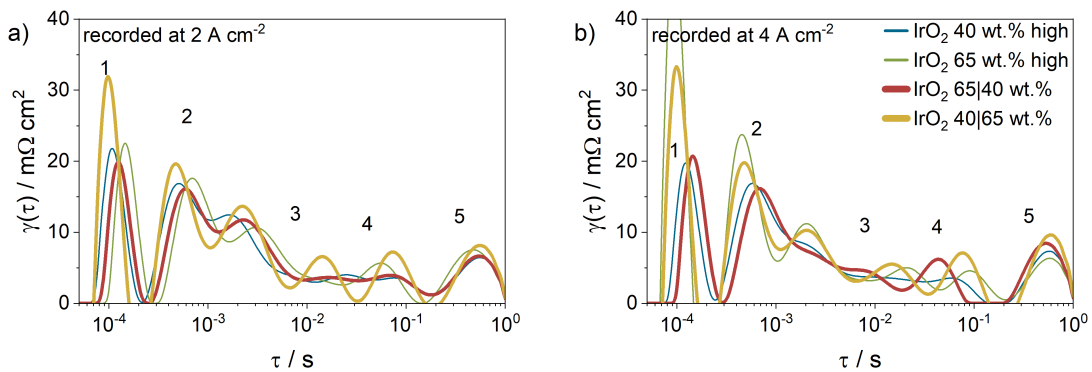 a)
recorded at 2 A cm⁻²
γ(τ) / mΩ cm²
40
30
20
10
0
1
2
3
4
5
10⁻⁴
10⁻³
10⁻²
10⁻¹
10⁰
τ / s
b)
recorded at 4 A cm⁻²
IrO₂ 40 wt.% high
IrO₂ 65 wt.% high
IrO₂ 65|40 wt.%
IrO₂ 40|65 wt.%
γ(τ) / mΩ cm²
40
30
20
10
0
1
2
3
4
5
10⁻⁴
10⁻³
10⁻²
10⁻¹
10⁰
τ / s